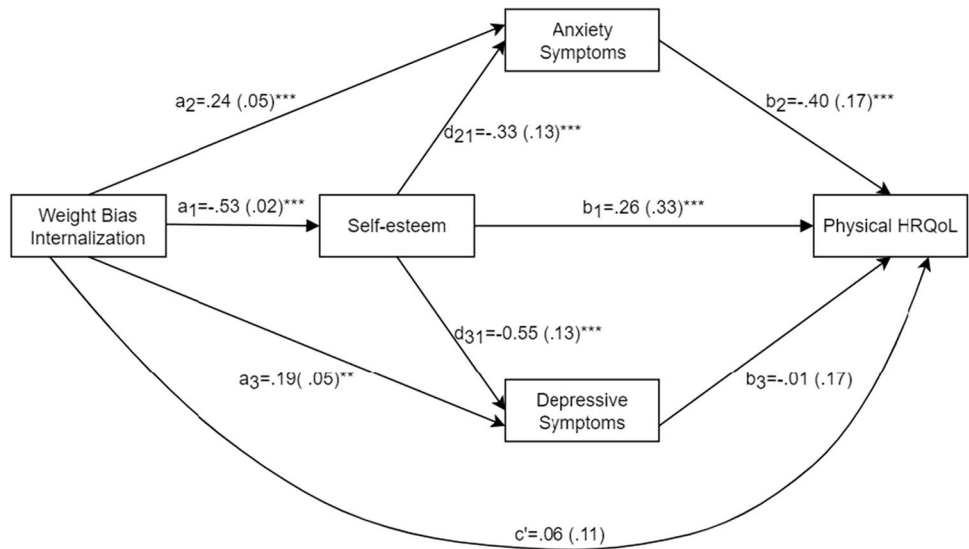 Anxiety
Symptoms
a2=.24 (.05)***
b2=-.40 (.17)***
d21=-.33 (.13)***
Weight Bias
Internalization
a1=-.53 (.02)***
Self-esteem
b1=.26 (.33)***
Physical HRQoL
d31=-0.55 (.13)***
a3=.19( .05)**
b3=-.01 (.17)
Depressive
Symptoms
c'=.06 (.11)